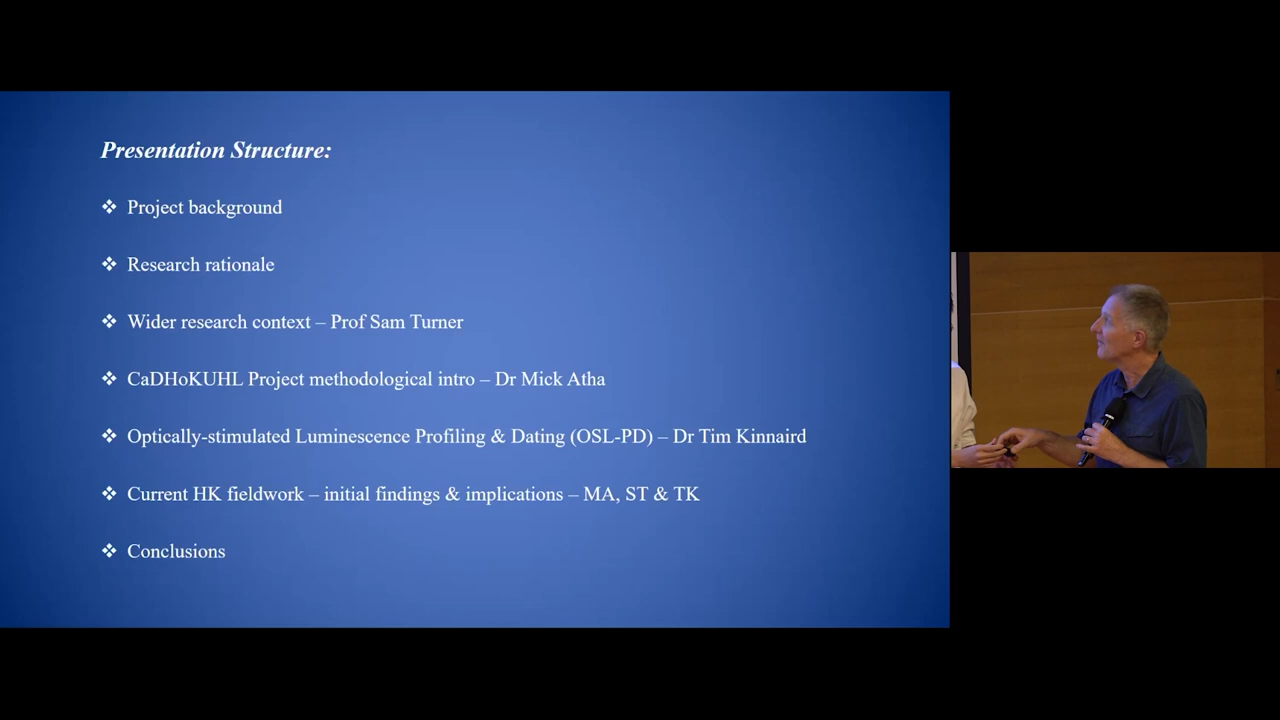 Presentation Structure:
❖ Project background
❖ Research rationale
❖ Wider research context – Prof Sam Turner
❖ CaDHoKUHL Project methodological intro – Dr Mick Atha
❖ Optically-stimulated Luminescence Profiling & Dating (OSL-PD) – Dr Tim Kinnaird
❖ Current HK fieldwork – initial findings & implications – MA, ST & TK
❖ Conclusions